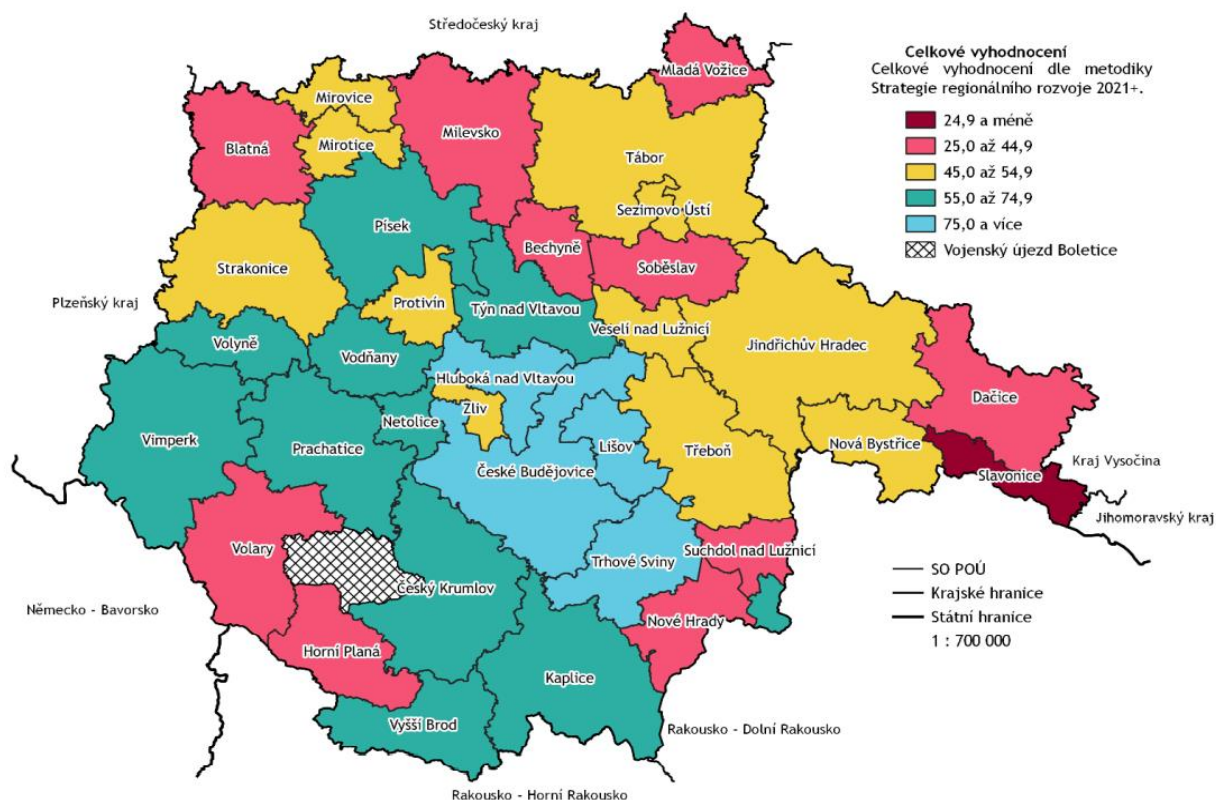 Středočeský kraj
Celkové vyhodnocení
Celkové vyhodnocení dle metodiky
Strategie regionálního rozvoje 2021+.
24,9 a méně
25,0 až 44,9
45,0 až 54,9
55,0 až 74,9
75,0 a více
Vojenský újezd Boletice
Mladá Vožice
Mirovice
Milevsko
Blatná
Mirotice
Tábor
Sezimovo Ústí
Písek
Bechyně
Soběslav
Strakonice
Plzeňský kraj
Protivín
Týn nad Vltavou
Veselí nad Lužnicí
Jindřichův Hradec
Volyně
Vodňany
Hluboká nad Vltavou
Dačice
Zliv
Netolice
Vimperk
Prachatice
Lišov
Třeboň
Nová Bystřice
České Budějovice
Kraj Vysočina
Slavonice
Jihomoravský kraj
Volary
Trhové Sviny
Suchdol nad Lužnicí
Český Krumlov
SO POÚ
Krajské hranice
Státní hranice
1 : 700 000
Německo - Bavorsko
Nové Hrady
Horní Planá
Kaplice
Vyšší Brod
Rakousko - Dolní Rakousko
Rakousko - Horní Rakousko